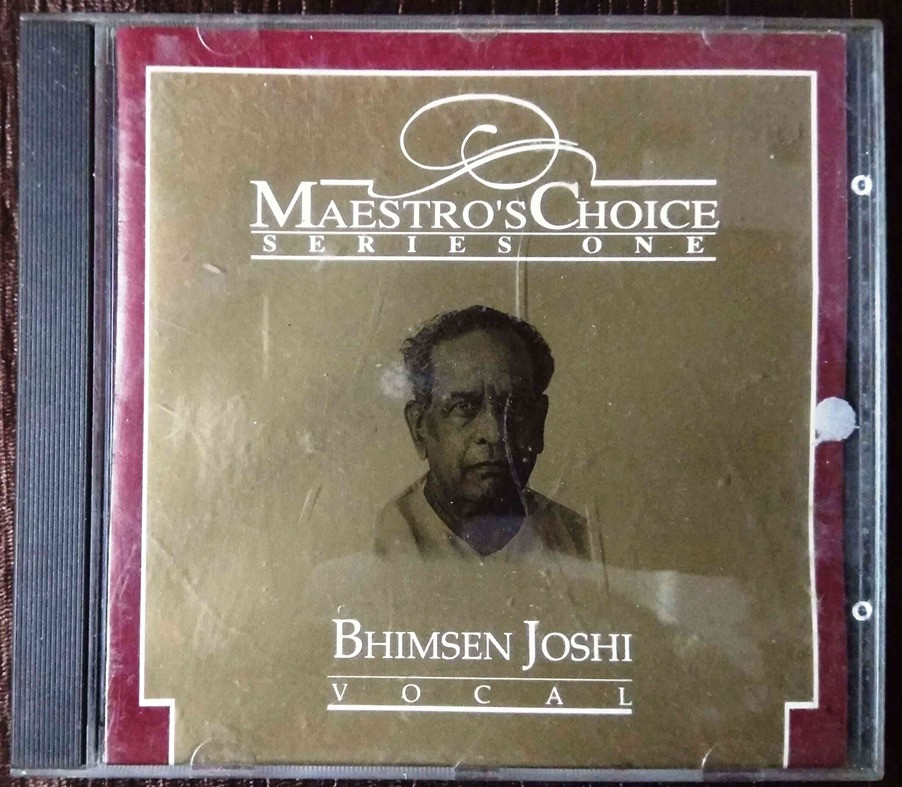 MAESTRO'S CHOICE
SERIES ONE
BHIMSEN JOSHI
VOCAL